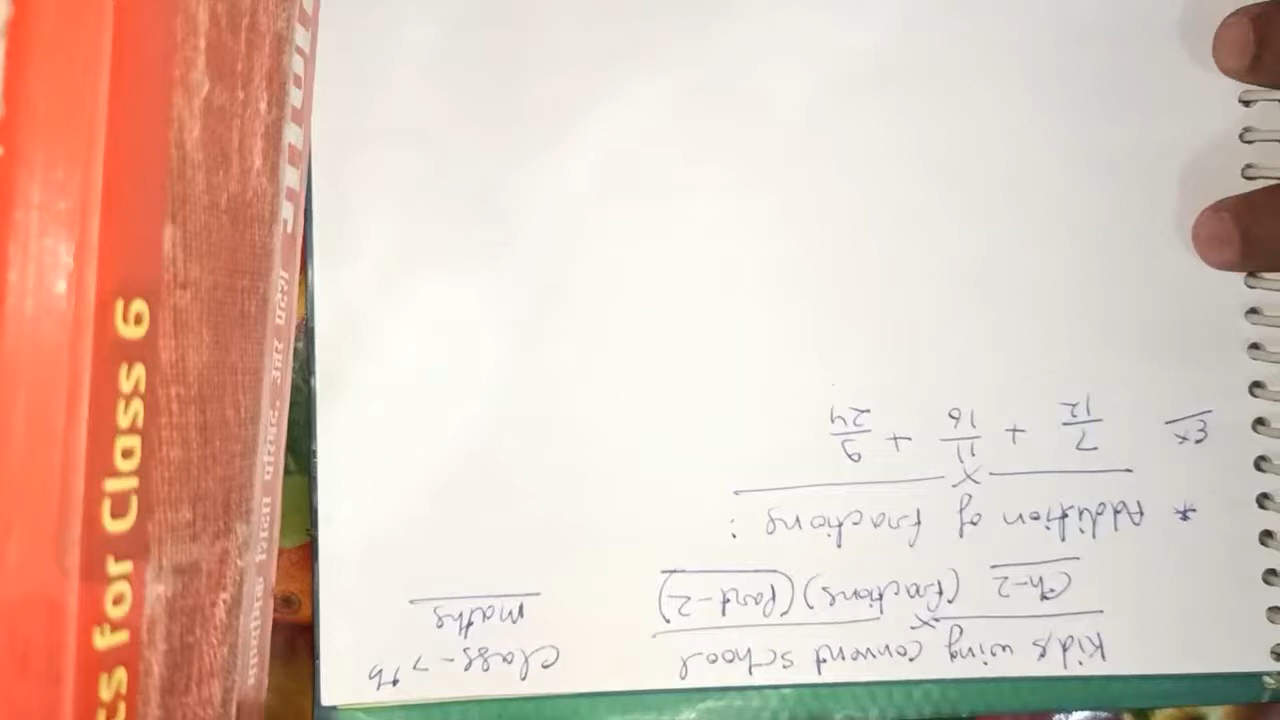 Kids wing convent school Class-7th
Ch-2 (fractions) (Part-2) maths
* Addition of fractions :
Ex 7/12 + 11/16 + 9/24
cs for Class 6